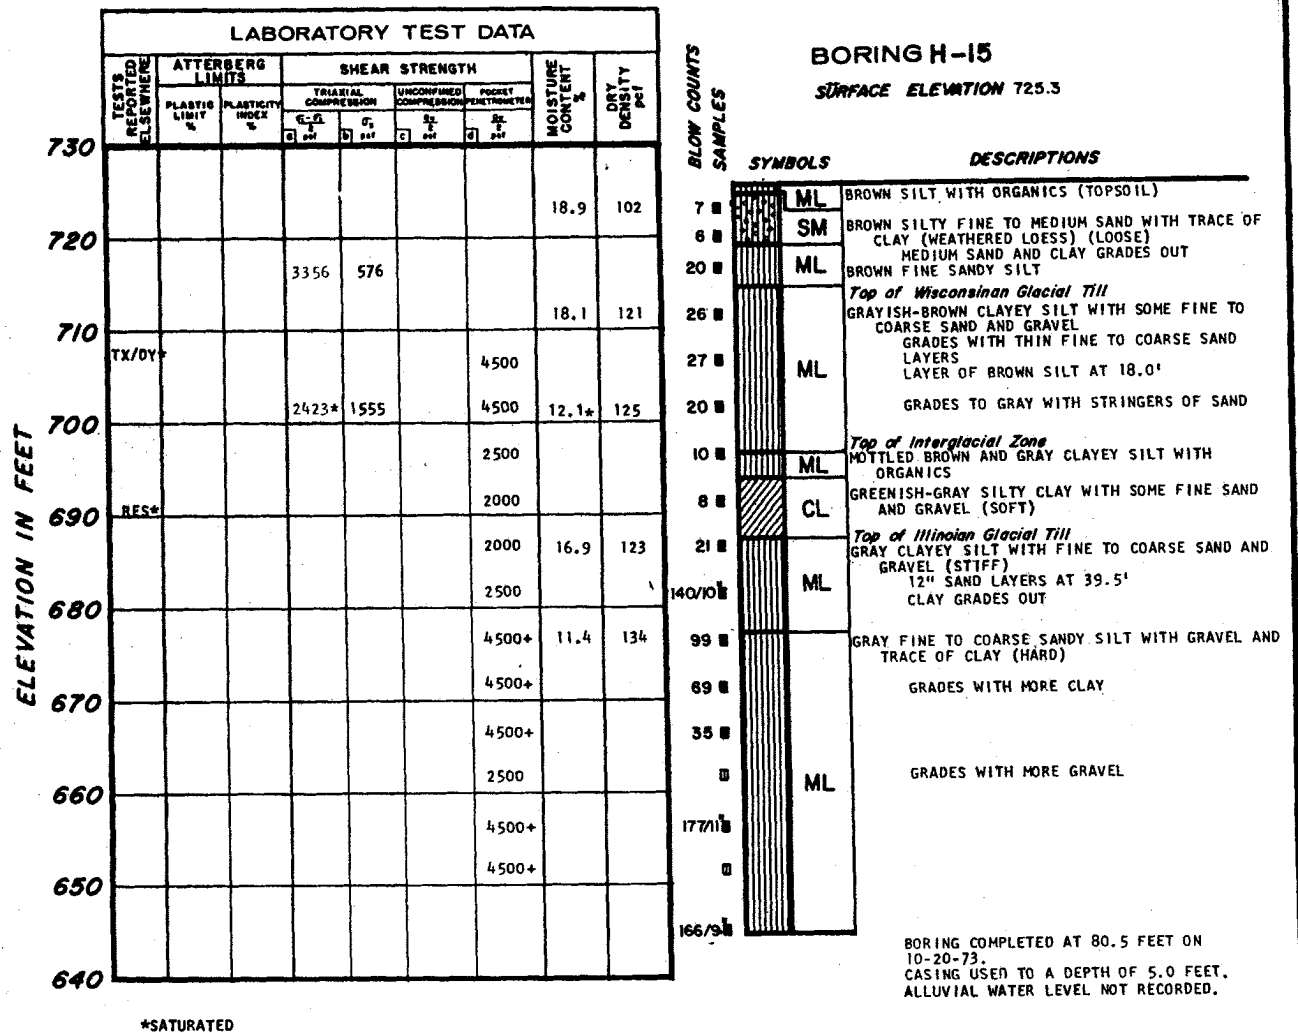 LABORATORY TEST DATA
TESTS REPORTED ELSEWHERE
ATTERBERG LIMITS
SHEAR STRENGTH
MOISTURE CONTENT %
DRY DENSITY pcf
PLASTIC LIMIT %
PLASTICITY INDEX %
TRIAXIAL COMPRESSION
UNCONFINED COMPRESSION
POCKET PENETROMETER
a psf
b psf
c psf
d psf
BLOW COUNTS
SAMPLES
BORING H-15
SURFACE ELEVATION 725.3
SYMBOLS
DESCRIPTIONS
ELEVATION IN FEET
730
720
710
700
690
680
670
660
650
640
18.9 102
3356 576
18.1 121
TX/DY*
4500
2423* 1555 4500 12.1* 125
2500
2000
RES*
2000 16.9 123
2500
4500+ 11.4 134
4500+
4500+
2500
4500+
4500+
7
6
20
26
27
20
10
8
21
140/10"
99
69
35
177/11"
166/9"
ML
SM
ML
ML
ML
CL
ML
ML
BROWN SILT WITH ORGANICS (TOPSOIL)
BROWN SILTY FINE TO MEDIUM SAND WITH TRACE OF
CLAY (WEATHERED LOESS) (LOOSE)
MEDIUM SAND AND CLAY GRADES OUT
BROWN FINE SANDY SILT
Top of Wisconsinan Glacial Till
GRAYISH-BROWN CLAYEY SILT WITH SOME FINE TO
COARSE SAND AND GRAVEL
GRADES WITH THIN FINE TO COARSE SAND
LAYERS
LAYER OF BROWN SILT AT 18.0'
GRADES TO GRAY WITH STRINGERS OF SAND
Top of Interglacial Zone
MOTTLED BROWN AND GRAY CLAYEY SILT WITH
ORGANICS
GREENISH-GRAY SILTY CLAY WITH SOME FINE SAND
AND GRAVEL (SOFT)
Top of Illinoian Glacial Till
GRAY CLAYEY SILT WITH FINE TO COARSE SAND AND
GRAVEL (STIFF)
12" SAND LAYERS AT 39.5'
CLAY GRADES OUT
GRAY FINE TO COARSE SANDY SILT WITH GRAVEL AND
TRACE OF CLAY (HARD)
GRADES WITH MORE CLAY
GRADES WITH MORE GRAVEL
BORING COMPLETED AT 80.5 FEET ON
10-20-73.
CASING USED TO A DEPTH OF 5.0 FEET.
ALLUVIAL WATER LEVEL NOT RECORDED.
*SATURATED